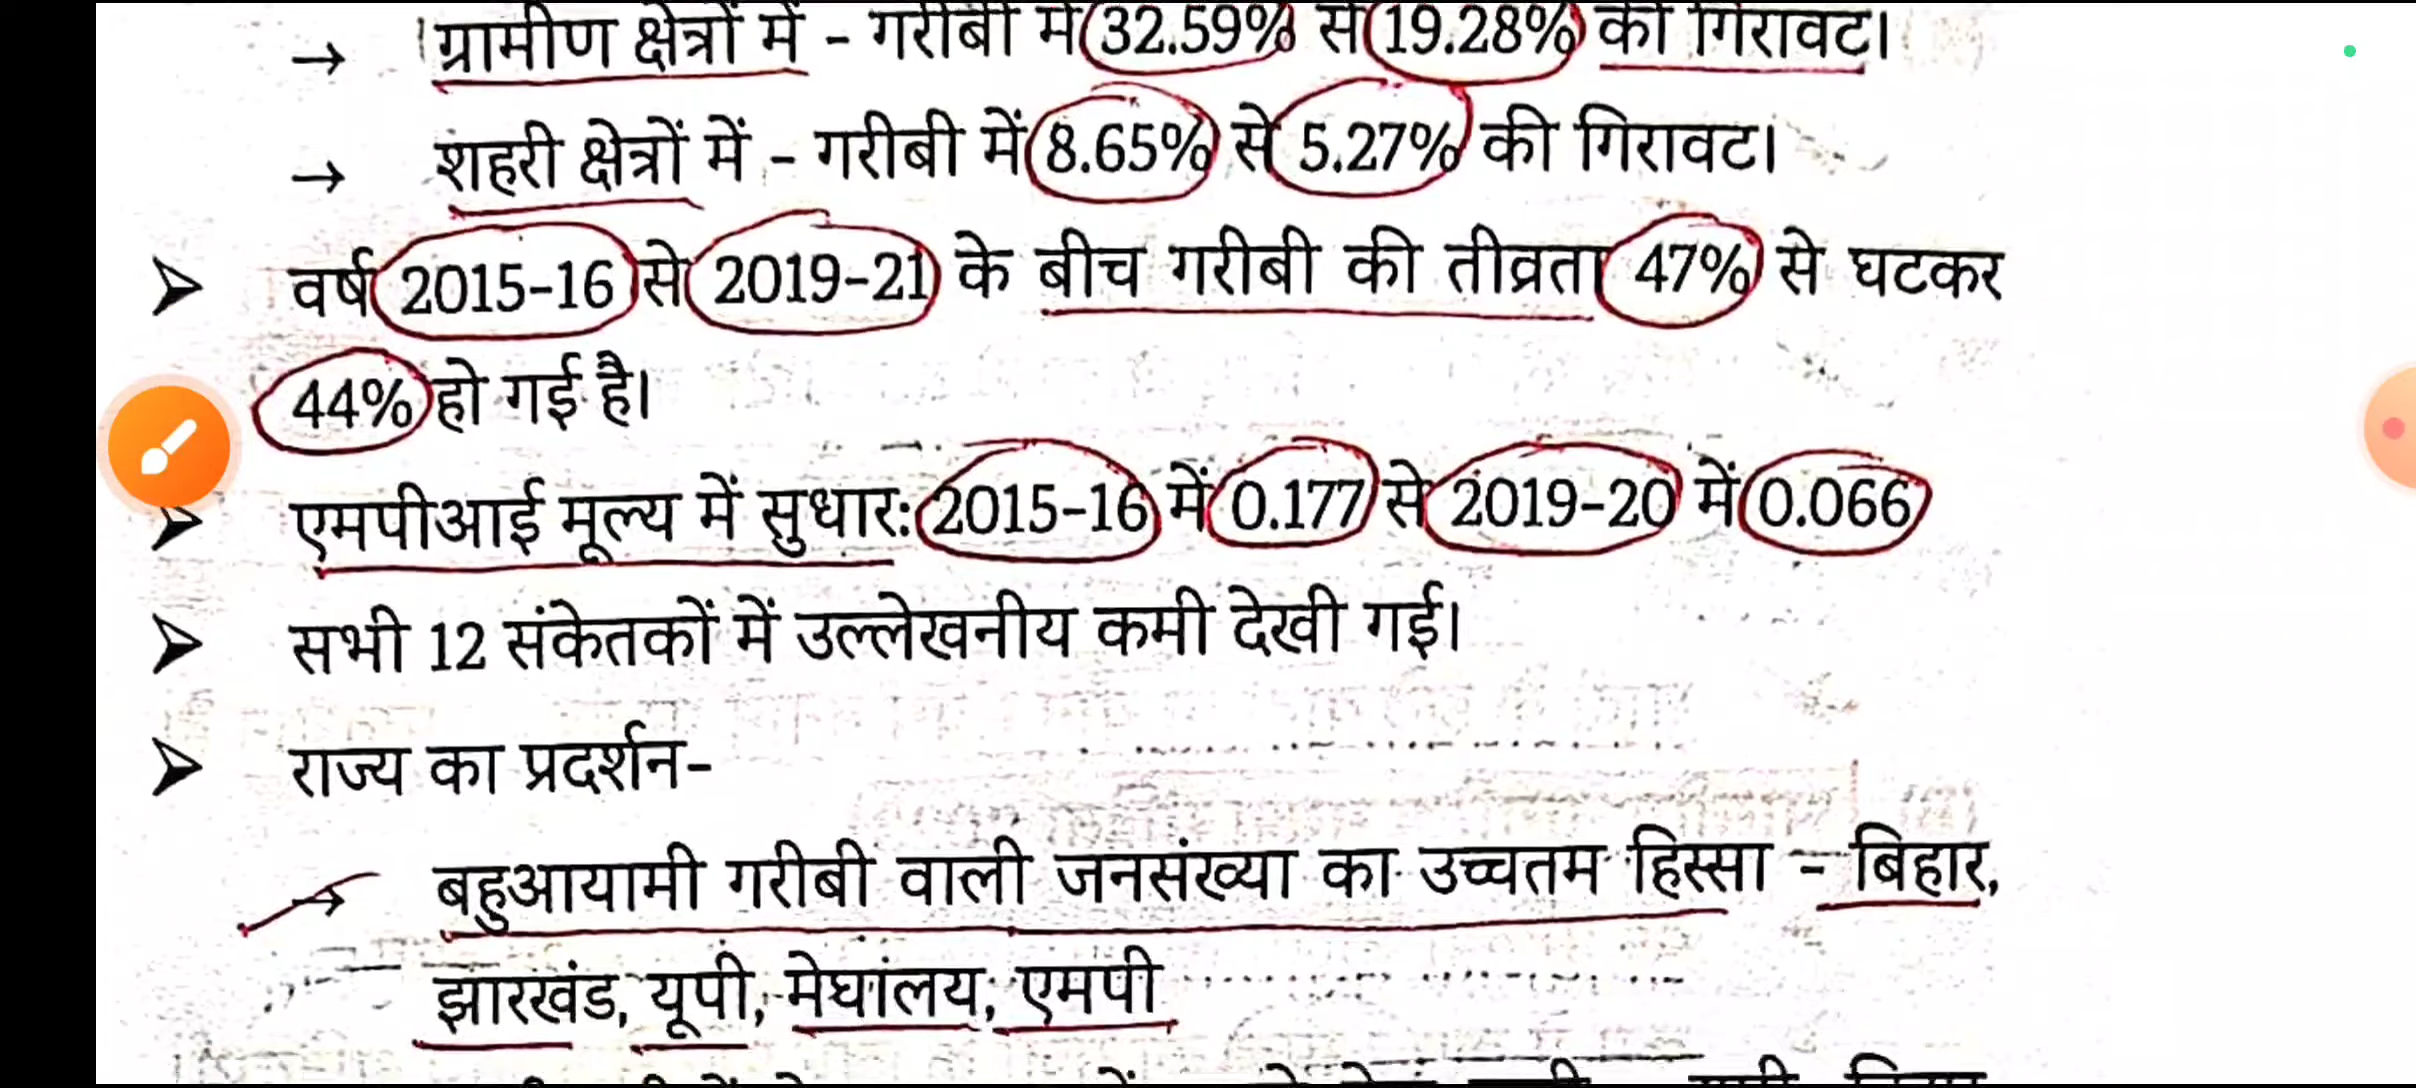 → ग्रामीण क्षेत्रों में - गरीबी में 32.59% से 19.28% की गिरावट।
→ शहरी क्षेत्रों में - गरीबी में 8.65% से 5.27% की गिरावट।
➢ वर्ष 2015-16 से 2019-21 के बीच गरीबी की तीव्रता 47% से घटकर
44% हो गई है।
➢ एमपीआई मूल्य में सुधार: 2015-16 में 0.177 से 2019-20 में 0.066
➢ सभी 12 संकेतकों में उल्लेखनीय कमी देखी गई।
➢ राज्य का प्रदर्शन-
→ बहुआयामी गरीबी वाली जनसंख्या का उच्चतम हिस्सा - बिहार,
झारखंड, यूपी, मेघालय, एमपी